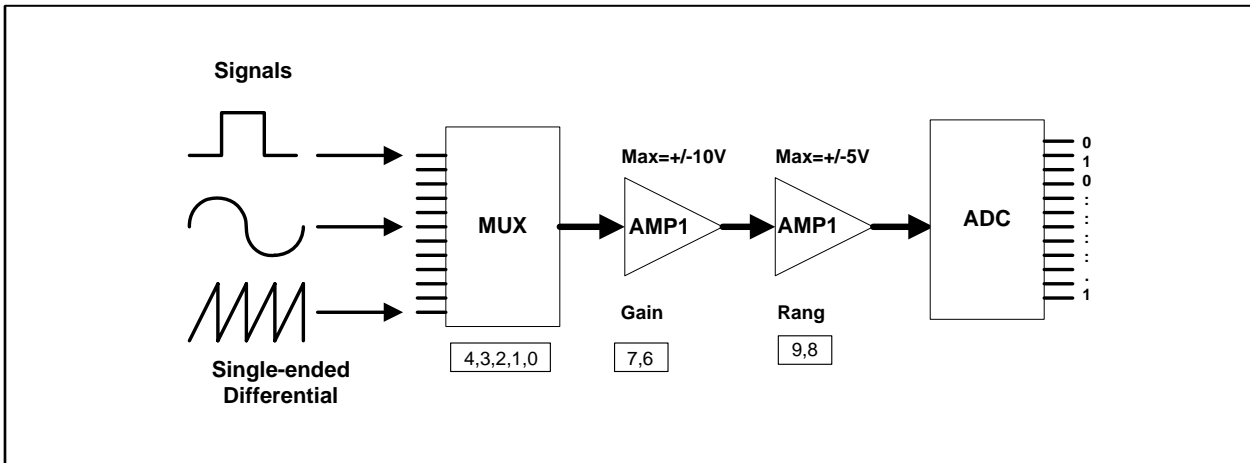 Signals
Single-ended
Differential
MUX
4,3,2,1,0
Max=+/-10V
AMP1
Gain
7,6
Max=+/-5V
AMP1
Rang
9,8
ADC
0
1
0
:
:
:
:
.
1